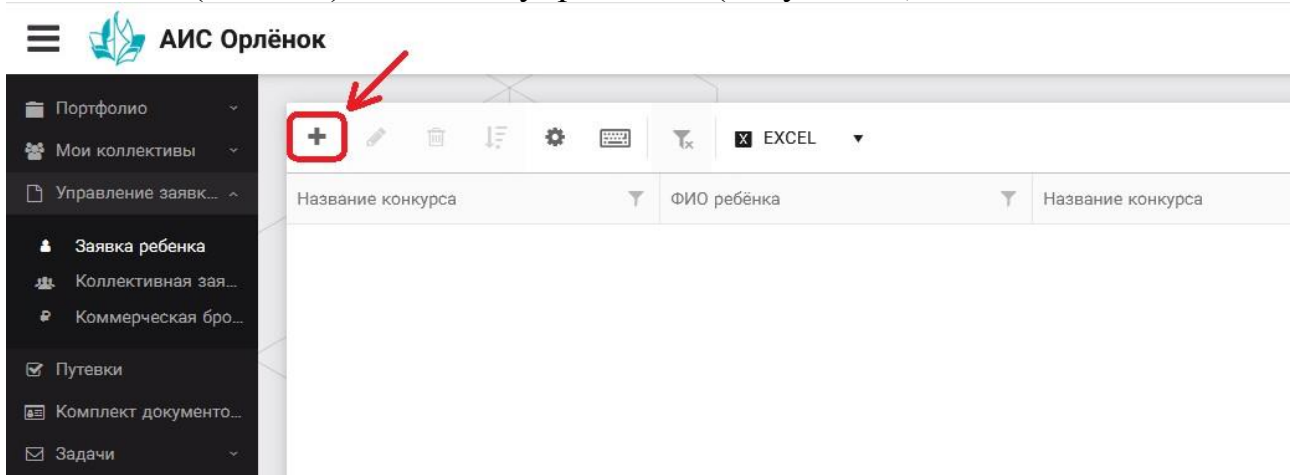 АИС Орлёнок
Портфолио
Мои коллективы
Управление заявк...
Заявка ребенка
Коллективная зая...
Коммерческая бро...
Путевки
Комплект документо...
Задачи
EXCEL
Название конкурса ФИО ребёнка Название конкурса